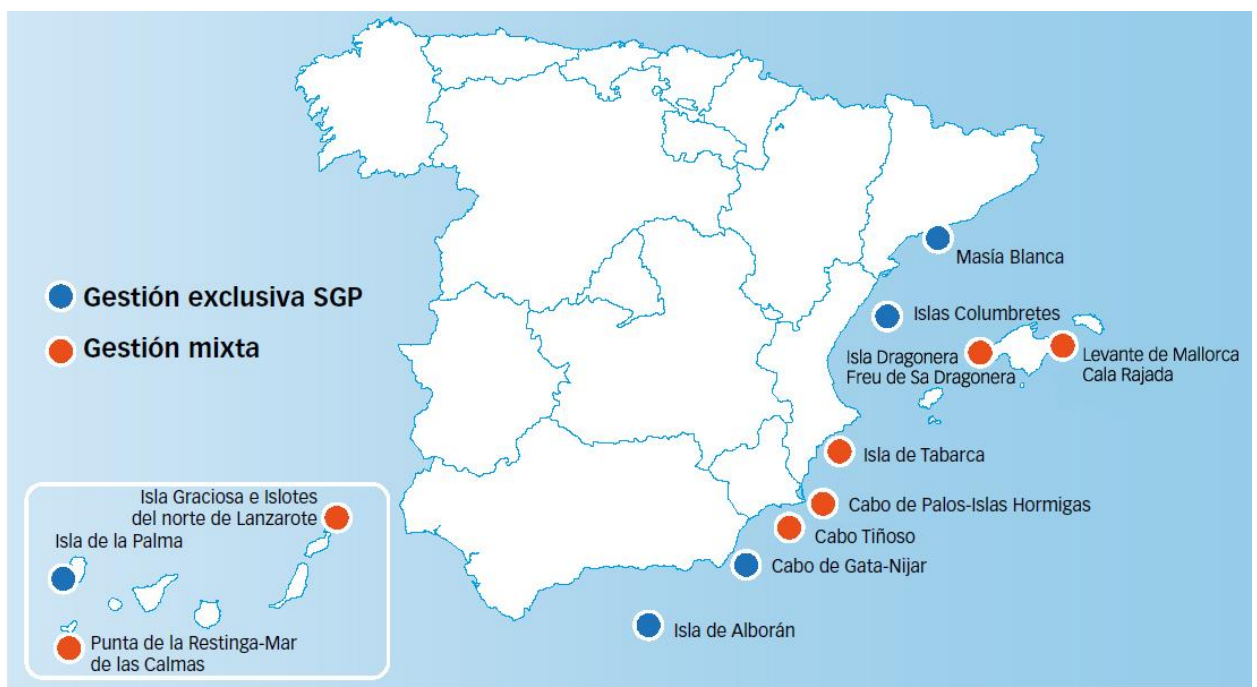 Masía Blanca
Gestión exclusiva SGP
Islas Columbretes
Gestión mixta
Isla Dragonera
Freu de Sa Dragonera
Levante de Mallorca
Cala Rajada
Isla de Tabarca
Isla Graciosa e Islotes
del norte de Lanzarote
Cabo de Palos-Islas Hormigas
Cabo Tiñoso
Isla de la Palma
Cabo de Gata-Nijar
Isla de Alborán
Punta de la Restinga-Mar
de las Calmas